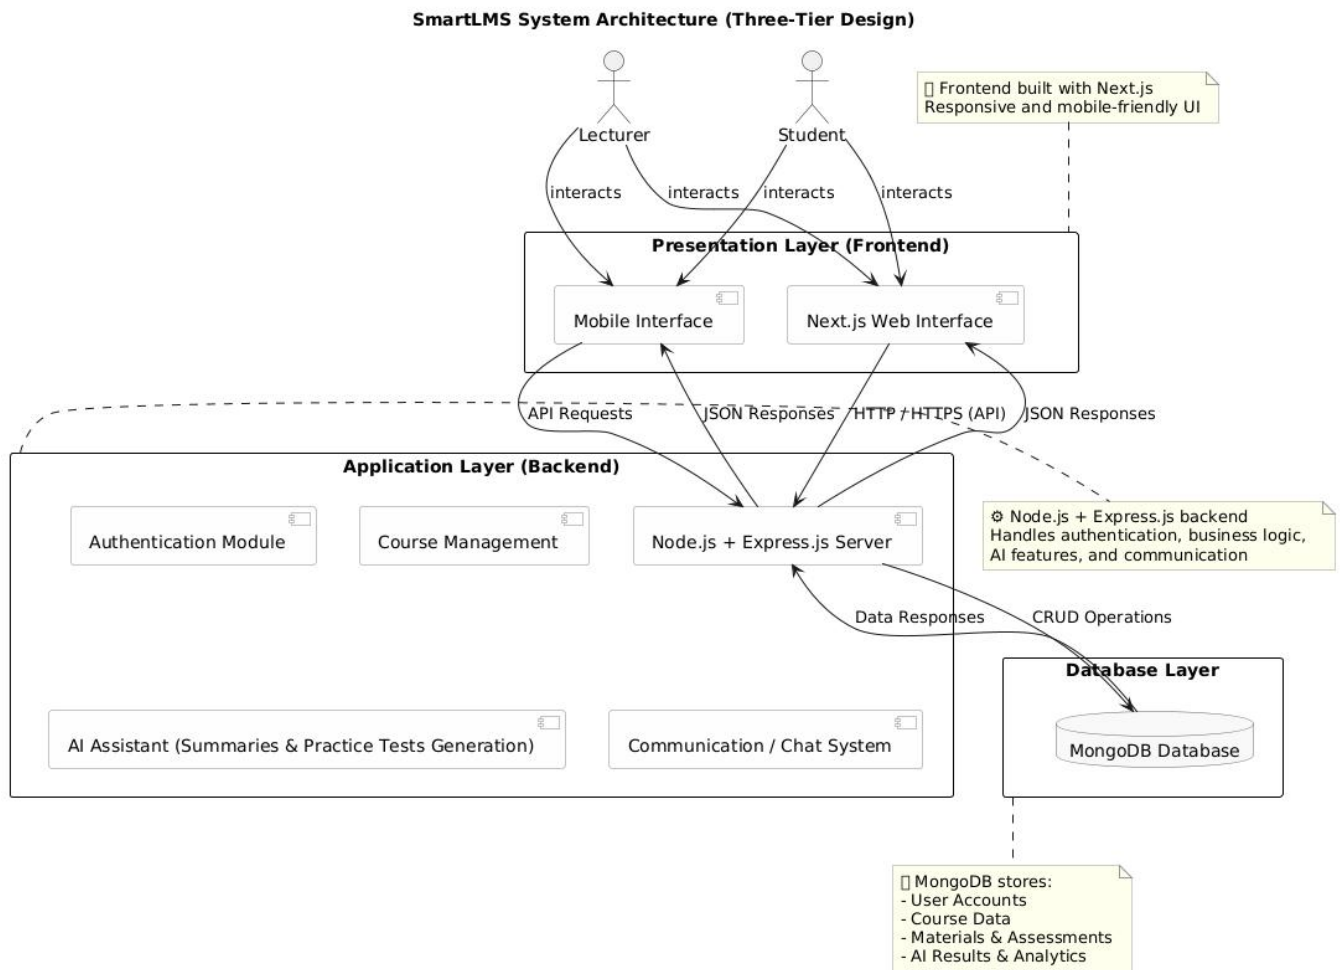 SmartLMS System Architecture (Three-Tier Design)
Lecturer
Student
Frontend built with Next.js
Responsive and mobile-friendly UI
interacts
interacts
interacts
interacts
Presentation Layer (Frontend)
Mobile Interface
Next.js Web Interface
API Requests
JSON Responses
HTTP / HTTPS (API)
JSON Responses
Application Layer (Backend)
Authentication Module
Course Management
Node.js + Express.js Server
⚙ Node.js + Express.js backend
Handles authentication, business logic,
AI features, and communication
Data Responses
CRUD Operations
Database Layer
MongoDB Database
AI Assistant (Summaries & Practice Tests Generation)
Communication / Chat System
MongoDB stores:
- User Accounts
- Course Data
- Materials & Assessments
- AI Results & Analytics